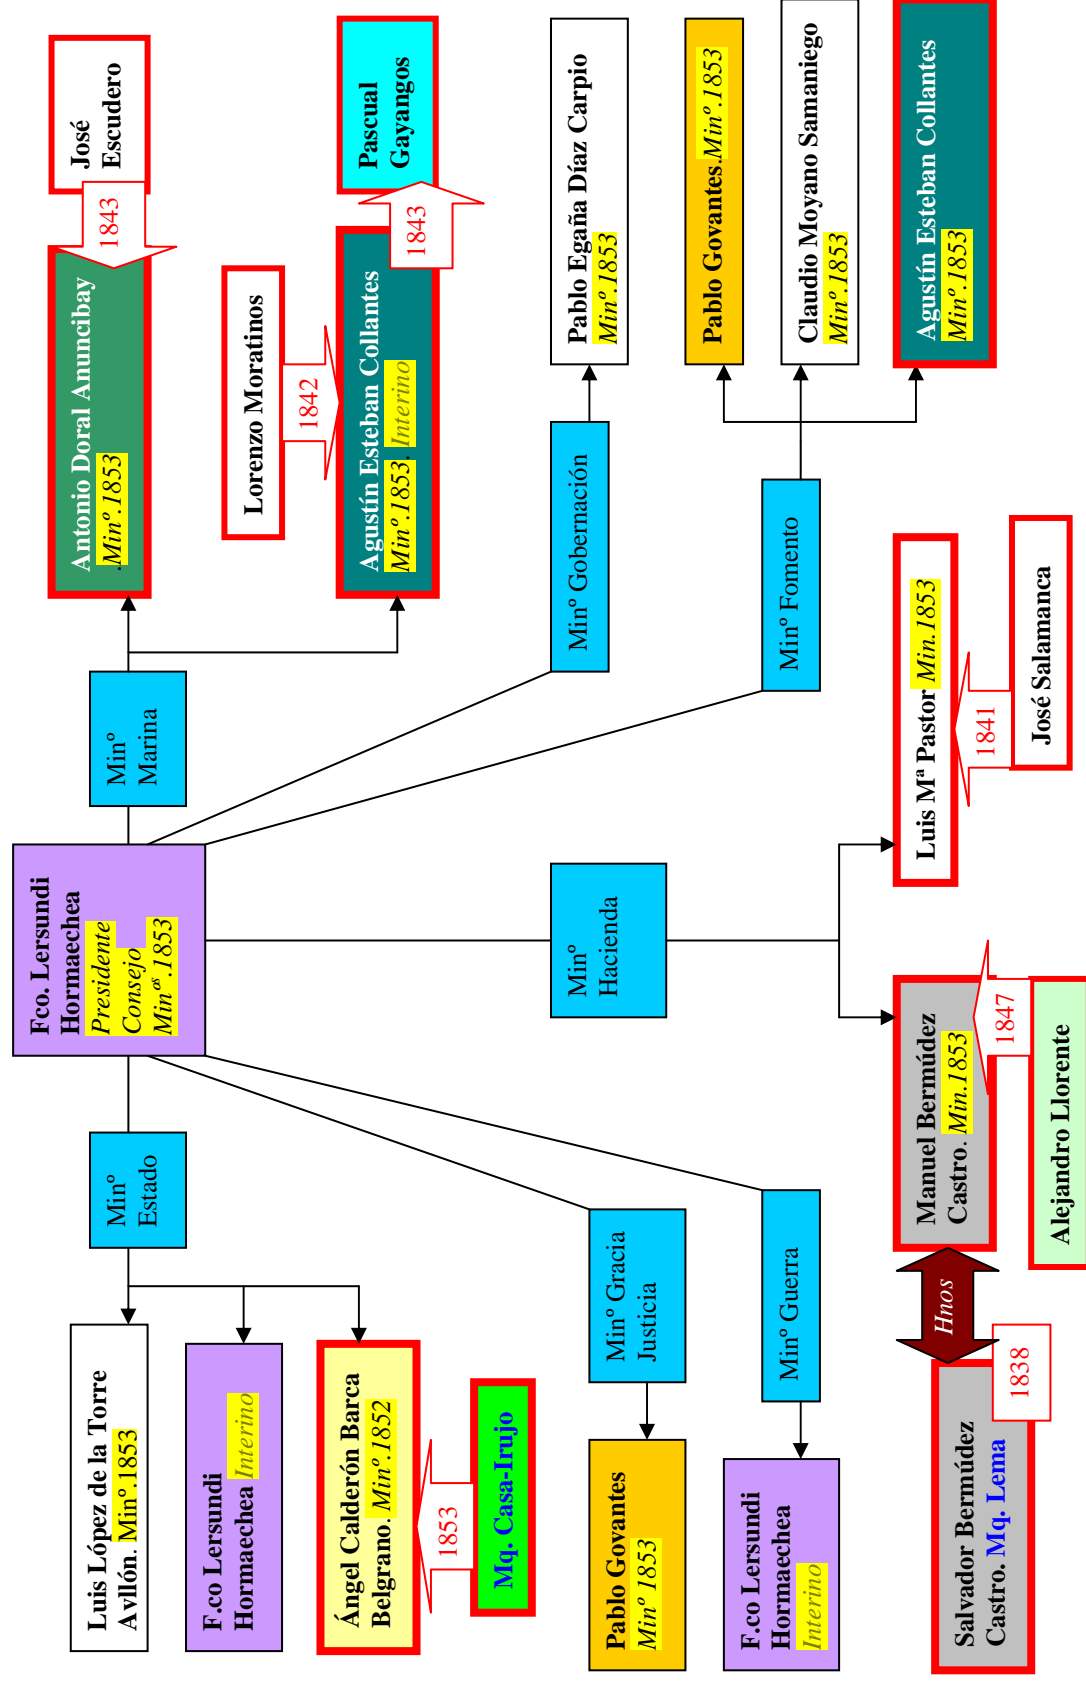 Fco. Lersundi
Hormaechea
Presidente
Consejo
Minᵒˢ.1853
Minº
Estado
Minº
Marina
Luis López de la Torre
Avllón. Minº.1853
F.co Lersundi
Hormaechea Interino
Ángel Calderón Barca
Belgrano. Minº.1852
1853
Mq. Casa-Irujo
Antonio Doral Anuncibay
.Minº.1853
1843
José
Escudero
Lorenzo Moratinos
1842
Agustín Esteban Collantes
Minº.1853. Interino
1843
Pascual
Gayangos
Minº Gracia
Justicia
Pablo Govantes
Minº 1853
Minº
Hacienda
Minº Gobernación
Pablo Egaña Díaz Carpio
Minº.1853
Minº Guerra
F.co Lersundi
Hormaechea
Interino
Minº Fomento
Pablo Govantes.Minº.1853
Claudio Moyano Samaniego
Minº.1853
Agustín Esteban Collantes
Minº.1853
Salvador Bermúdez
Castro. Mq. Lema
1838
Hnos
Manuel Bermúdez
Castro. Min.1853
1847
Alejandro Llorente
Luis Mª Pastor Min.1853
1841
José Salamanca